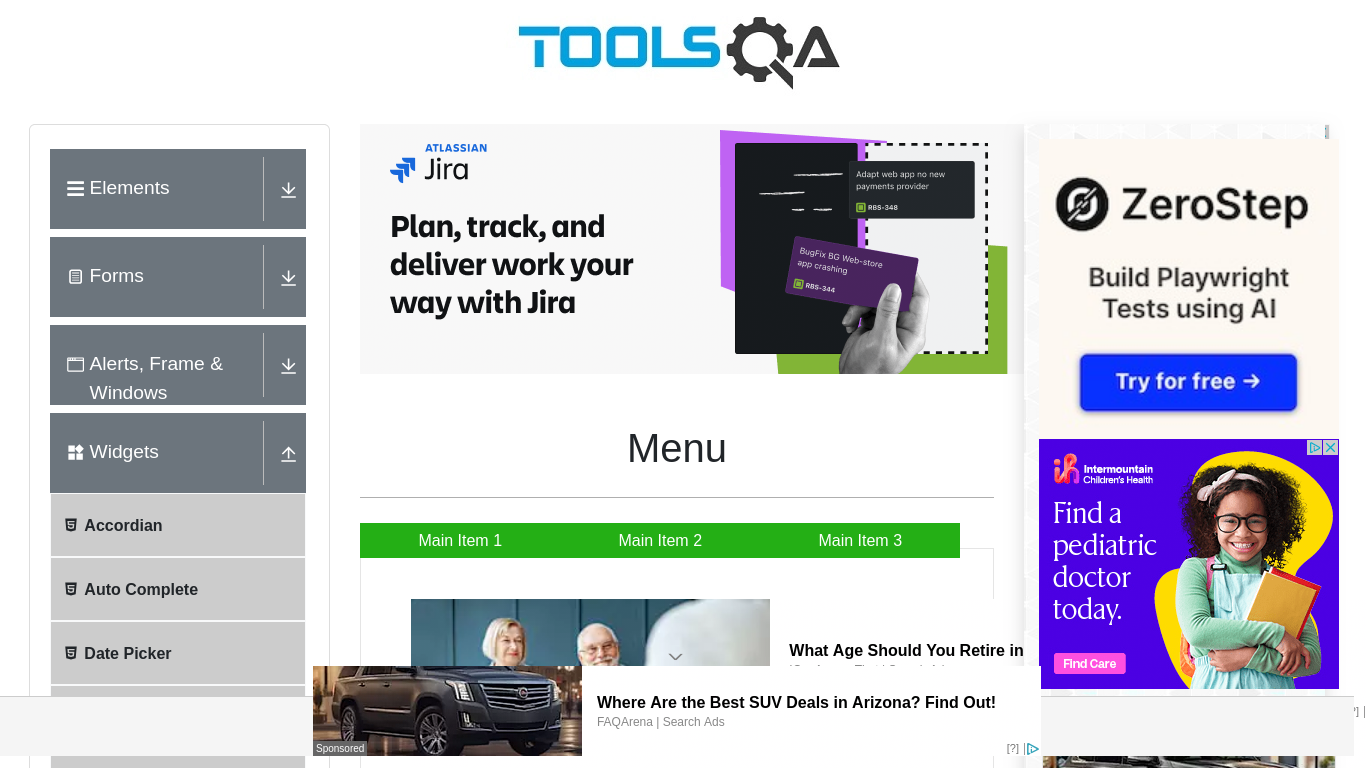 TOOLSQA
Elements
Forms
Alerts, Frame &
Windows
Widgets
Accordian
Auto Complete
Date Picker
ATLASSIAN
Jira
Plan, track, and
deliver work your
way with Jira
Adapt web app no new
payments provider
RBS-348
BugFix BG Web-store
app crashing
RBS-344
Menu
Main Item 1
Main Item 2
Main Item 3
What Age Should You Retire in
Where Are the Best SUV Deals in Arizona? Find Out!
FAQArena | Search Ads
Sponsored
[?]
ZeroStep
Build Playwright
Tests using AI
Try for free →
Intermountain
Children's Health
Find a
pediatric
doctor
today.
Find Care